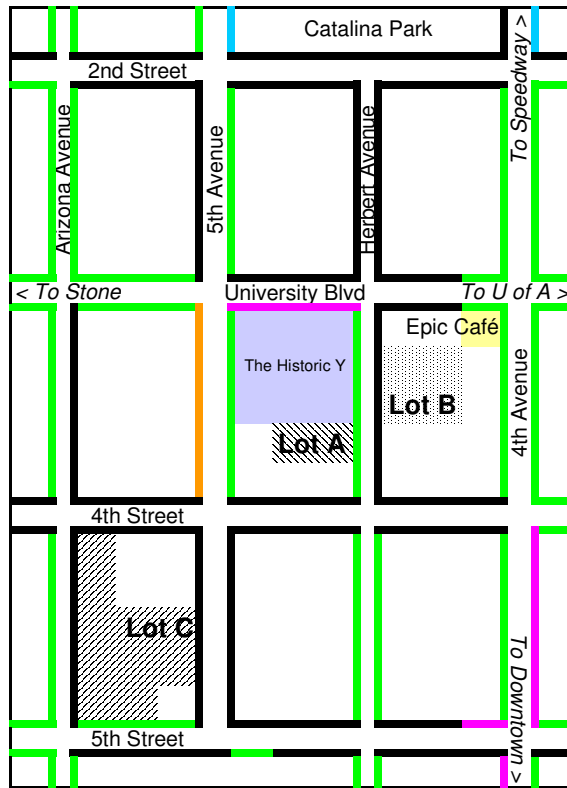 Catalina Park
To Speedway >
2nd Street
Arizona Avenue
5th Avenue
Herbert Avenue
< To Stone
University Blvd
To U of A >
Epic Café
The Historic Y
Lot B
4th Avenue
Lot A
4th Street
Lot C
To Downtown >
5th Street